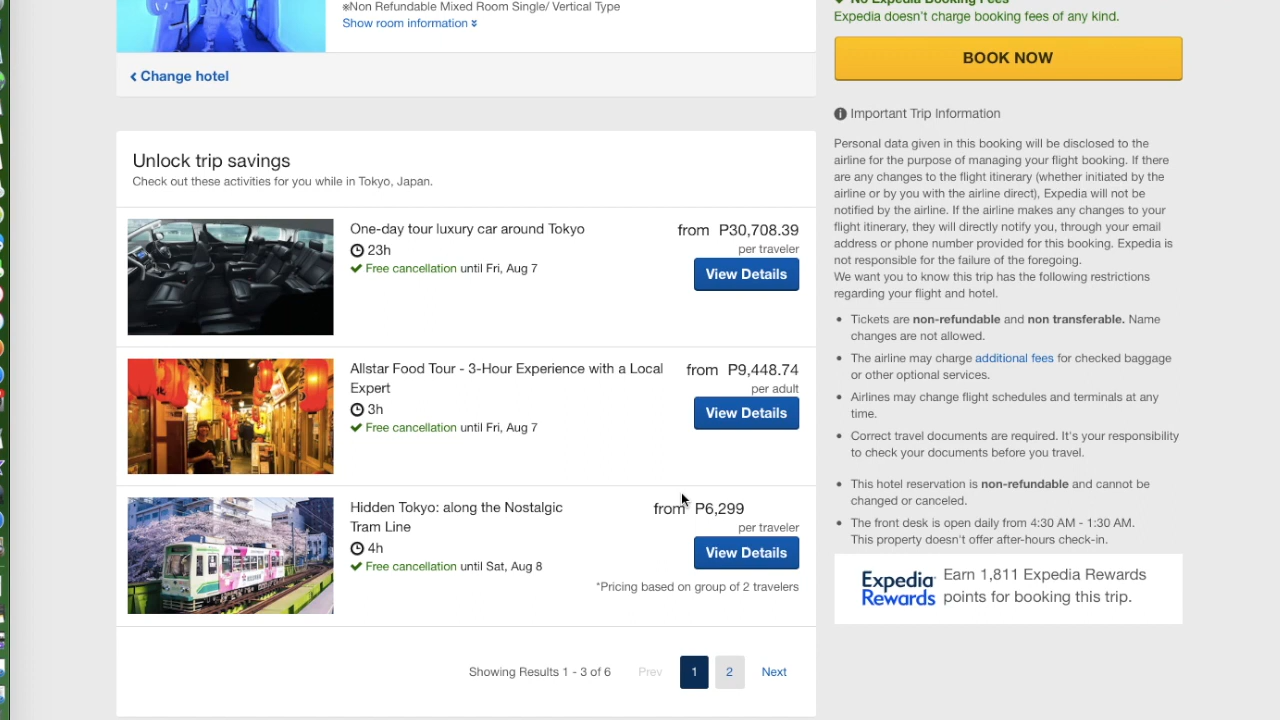 ※Non Refundable Mixed Room Single/ Vertical Type
Show room information
Change hotel
Unlock trip savings
Check out these activities for you while in Tokyo, Japan.
One-day tour luxury car around Tokyo
23h
Free cancellation until Fri, Aug 7
from P30,708.39
per traveler
View Details
Allstar Food Tour - 3-Hour Experience with a Local
Expert
3h
Free cancellation until Fri, Aug 7
from P9,448.74
per adult
View Details
Hidden Tokyo: along the Nostalgic
Tram Line
4h
Free cancellation until Sat, Aug 8
from P6,299
per traveler
View Details
*Pricing based on group of 2 travelers
Showing Results 1 - 3 of 6 Prev 1 2 Next
No Expedia Booking Fees
Expedia doesn't charge booking fees of any kind.
BOOK NOW
Important Trip Information
Personal data given in this booking will be disclosed to the
airline for the purpose of managing your flight booking. If there
are any changes to the flight itinerary (whether initiated by the
airline or by you with the airline direct), Expedia will not be
notified by the airline. If the airline makes any changes to your
flight itinerary, they will directly notify you, through your email
address or phone number provided for this booking. Expedia is
not responsible for the failure of the foregoing.
We want you to know this trip has the following restrictions
regarding your flight and hotel.
• Tickets are non-refundable and non transferable. Name
changes are not allowed.
• The airline may charge additional fees for checked baggage
or other optional services.
• Airlines may change flight schedules and terminals at any
time.
• Correct travel documents are required. It's your responsibility
to check your documents before you travel.
• This hotel reservation is non-refundable and cannot be
changed or canceled.
• The front desk is open daily from 4:30 AM - 1:30 AM.
This property doesn't offer after-hours check-in.
Expedia Rewards
Earn 1,811 Expedia Rewards
points for booking this trip.